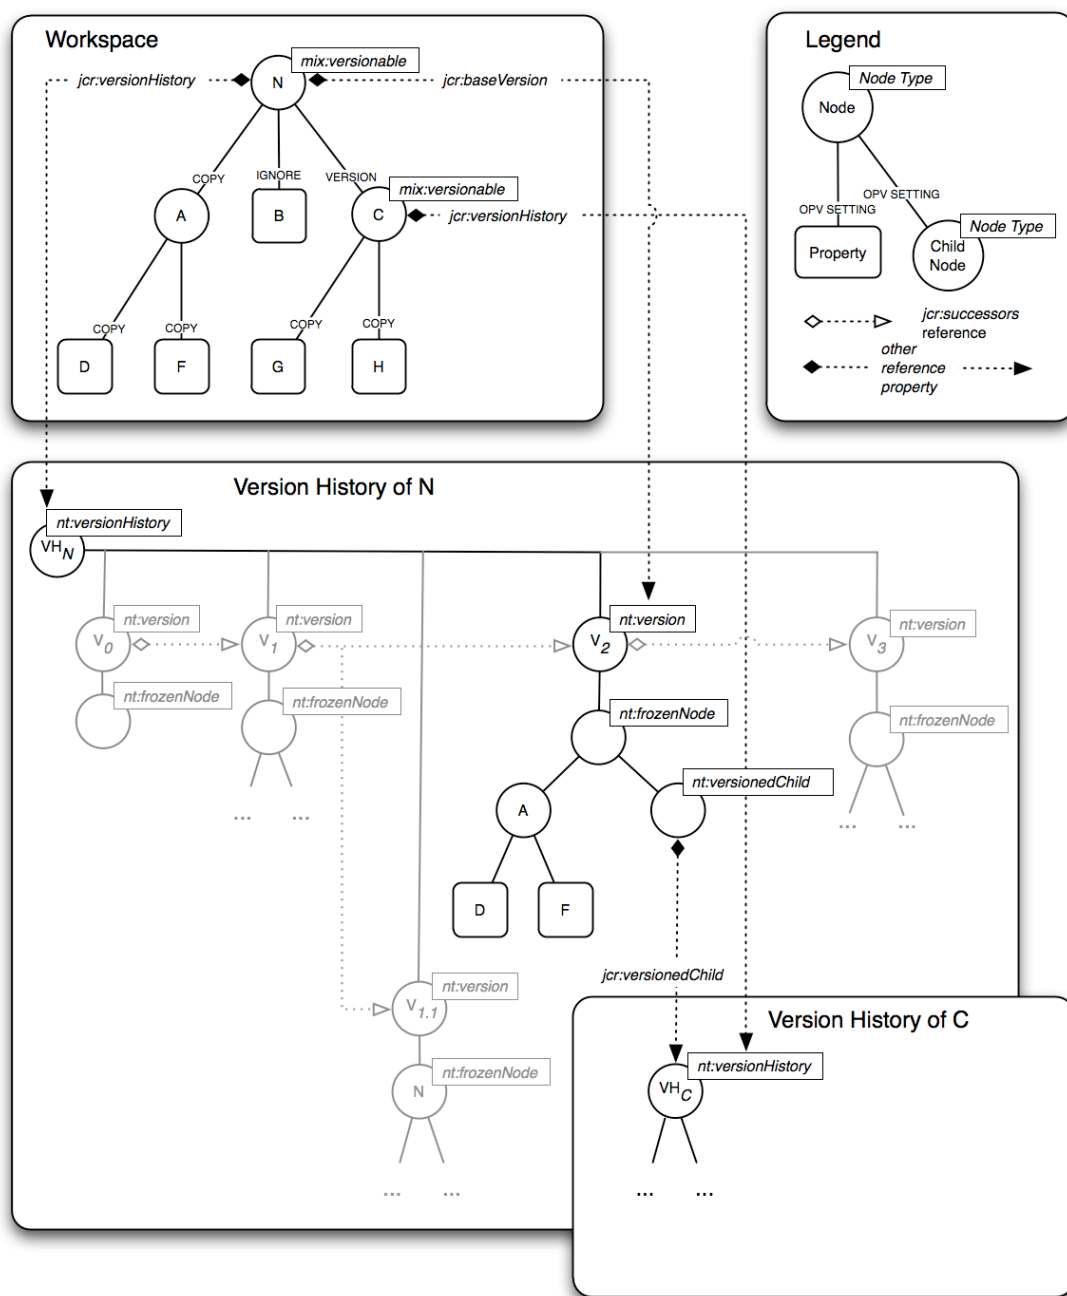 Workspace
mix:versionable
jcr:versionHistory
N
jcr:baseVersion
COPY
IGNORE
VERSION
mix:versionable
A
B
C
jcr:versionHistory
COPY
COPY
COPY
COPY
D
F
G
H
Legend
Node Type
Node
OPV SETTING
OPV SETTING
Node Type
Property
Child
Node
jcr:successors
reference
other
reference
property
Version History of N
nt:versionHistory
VHN
nt:version
nt:version
nt:version
nt:version
V0
V1
V2
V3
nt:frozenNode
nt:frozenNode
nt:frozenNode
nt:frozenNode
nt:versionedChild
A
... ...
... ...
D
F
jcr:versionedChild
nt:version
V1.1
Version History of C
nt:frozenNode
N
nt:versionHistory
VHC
... ...
... ...